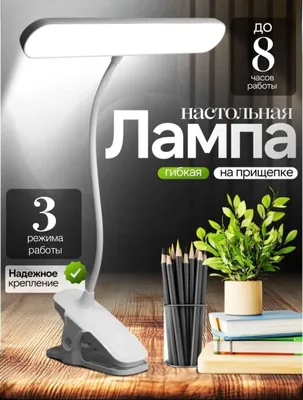 ДО
8
ЧАСОВ
РАБОТЫ
настольная
Лампа
гибкая
на прищепке
3
режима
работы
Надежное
крепление